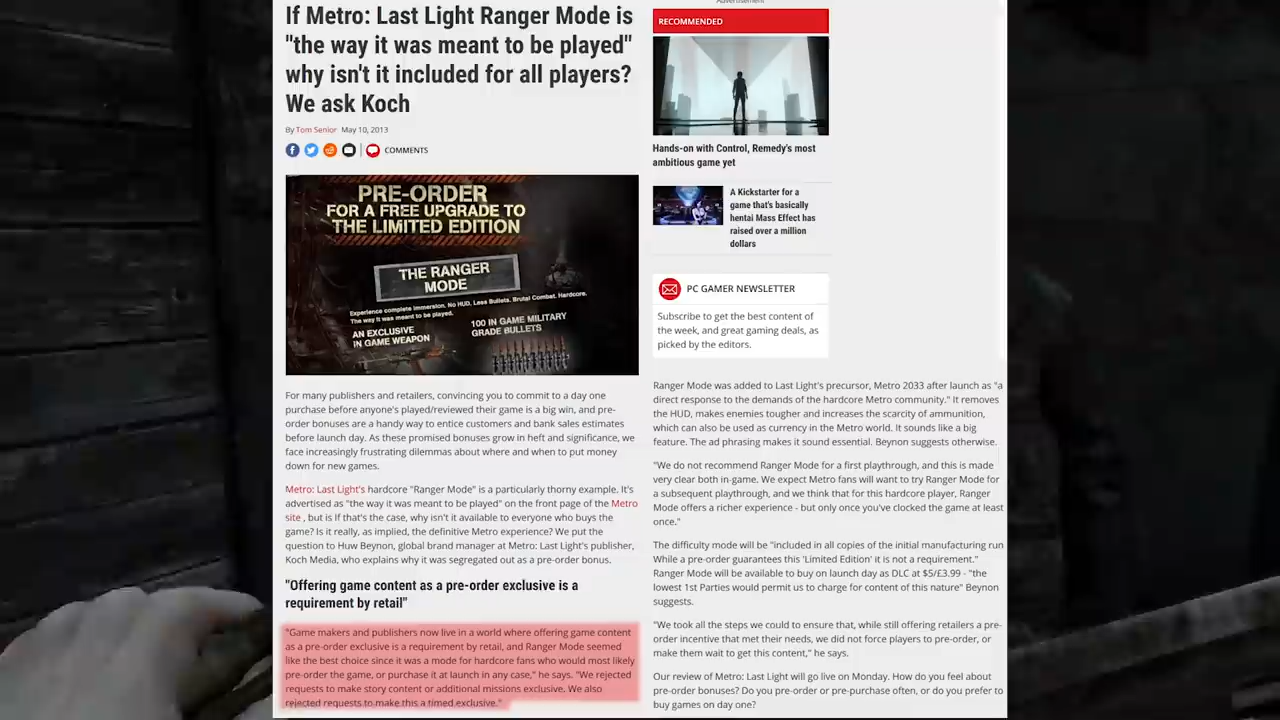 Advertisement
If Metro: Last Light Ranger Mode is
"the way it was meant to be played"
why isn't it included for all players?
We ask Koch
By Tom Senior May 10, 2013
COMMENTS
PRE-ORDER
FOR A FREE UPGRADE TO
THE LIMITED EDITION
THE RANGER
MODE
Experience complete immersion. No HUD, Less Bullets. Brutal Combat. Hardcore.
The way it was meant to be played.
AN EXCLUSIVE
IN GAME WEAPON
100 IN GAME MILITARY
GRADE BULLETS
For many publishers and retailers, convincing you to commit to a day one
purchase before anyone's played/reviewed their game is a big win, and pre-
order bonuses are a handy way to entice customers and bank sales estimates
before launch day. As these promised bonuses grow in heft and significance, we
face increasingly frustrating dilemmas about where and when to put money
down for new games.
Metro: Last Light's hardcore "Ranger Mode" is a particularly thorny example. It's
advertised as "the way it was meant to be played" on the front page of the Metro
site , but is If that's the case, why isn't it available to everyone who buys the
game? Is it really, as implied, the definitive Metro experience? We put the
question to Huw Beynon, global brand manager at Metro: Last Light's publisher,
Koch Media, who explains why it was segregated out as a pre-order bonus.
"Offering game content as a pre-order exclusive is a
requirement by retail"
"Game makers and publishers now live in a world where offering game content
as a pre-order exclusive is a requirement by retail, and Ranger Mode seemed
like the best choice since it was a mode for hardcore fans who would most likely
pre-order the game, or purchase it at launch in any case," he says. "We rejected
requests to make story content or additional missions exclusive. We also
rejected requests to make this a timed exclusive."
RECOMMENDED
Hands-on with Control, Remedy's most
ambitious game yet
A Kickstarter for a
game that's basically
hentai Mass Effect has
raised over a million
dollars
PC GAMER NEWSLETTER
Subscribe to get the best content of
the week, and great gaming deals, as
picked by the editors.
Ranger Mode was added to Last Light's precursor, Metro 2033 after launch as "a
direct response to the demands of the hardcore Metro community." It removes
the HUD, makes enemies tougher and increases the scarcity of ammunition,
which can also be used as currency in the Metro world. It sounds like a big
feature. The ad phrasing makes it sound essential. Beynon suggests otherwise.
"We do not recommend Ranger Mode for a first playthrough, and this is made
very clear both in-game. We expect Metro fans will want to try Ranger Mode for
a subsequent playthrough, and we think that for this hardcore player, Ranger
Mode offers a richer experience - but only once you've clocked the game at least
once."
The difficulty mode will be "included in all copies of the initial manufacturing run
While a pre-order guarantees this 'Limited Edition' it is not a requirement."
Ranger Mode will be available to buy on launch day as DLC at $5/£3.99 - "the
lowest 1st Parties would permit us to charge for content of this nature" Beynon
suggests.
"We took all the steps we could to ensure that, while still offering retailers a pre-
order incentive that met their needs, we did not force players to pre-order, or
make them wait to get this content," he says.
Our review of Metro: Last Light will go live on Monday. How do you feel about
pre-order bonuses? Do you pre-order or pre-purchase often, or do you prefer to
buy games on day one?